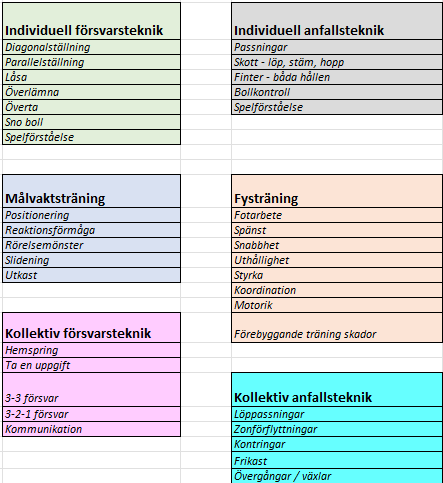 Individuell försvarsteknik
Diagonalställning
Parallelställning
Låsa
Överlämna
Överta
Sno boll
Spelförståelse
Individuell anfallsteknik
Passningar
Skott - löp, stäm, hopp
Finter - båda hållen
Bollkontroll
Spelförståelse
Målvaktsträning
Positionering
Reaktionsförmåga
Rörelsemönster
Slidening
Utkast
Fysträning
Fotarbete
Spänst
Snabbhet
Uthållighet
Styrka
Koordination
Motorik
Förebyggande träning skador
Kollektiv försvarsteknik
Hemspring
Ta en uppgift
3-3 försvar
3-2-1 försvar
Kommunikation
Kollektiv anfallsteknik
Löppassningar
Zonförflyttningar
Kontringar
Frikast
Övergångar / växlar